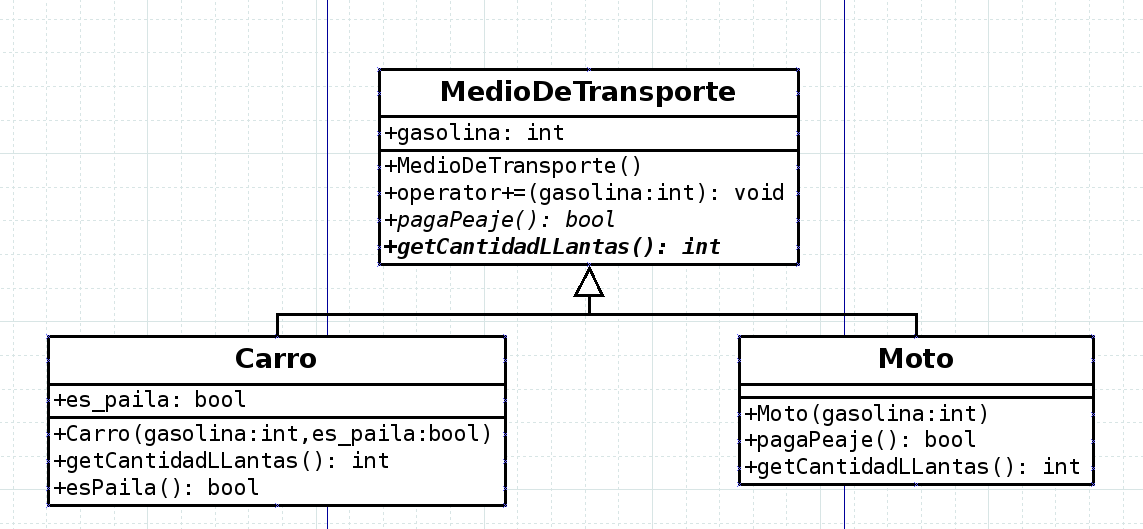 MedioDeTransporte
+gasolina: int
+MedioDeTransporte()
+operator+=(gasolina:int): void
+pagaPeaje(): bool
+getCantidadLLantas(): int
Carro
+es_paila: bool
+Carro(gasolina:int,es_paila:bool)
+getCantidadLLantas(): int
+esPaila(): bool
Moto
+Moto(gasolina:int)
+pagaPeaje(): bool
+getCantidadLLantas(): int